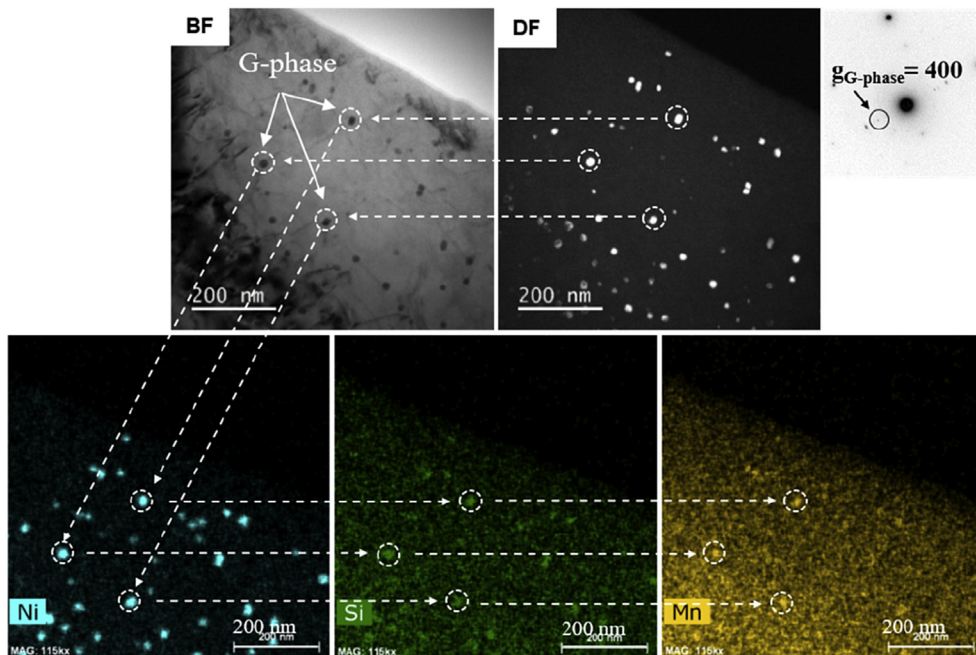 BF
G-phase
200 nm
DF
200 nm
gG-phase= 400
Ni
200 nm
200 nm
MAG: 115kx
Si
200 nm
200 nm
MAG: 115kx
Mn
200 nm
200 nm
MAG: 115kx